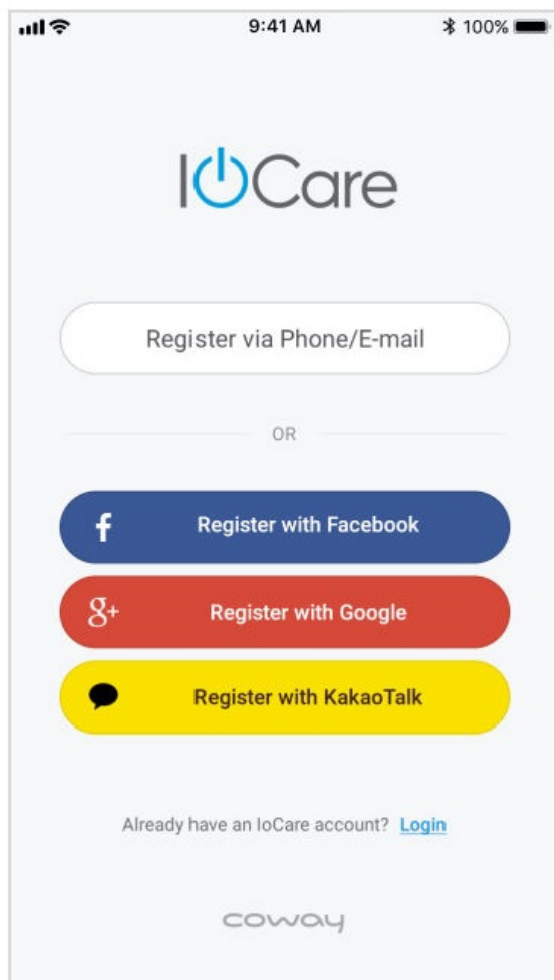 9:41 AM
100%
IoCare
Register via Phone/E-mail
OR
Register with Facebook
g+ Register with Google
Register with KakaoTalk
Already have an IoCare account? Login
coway